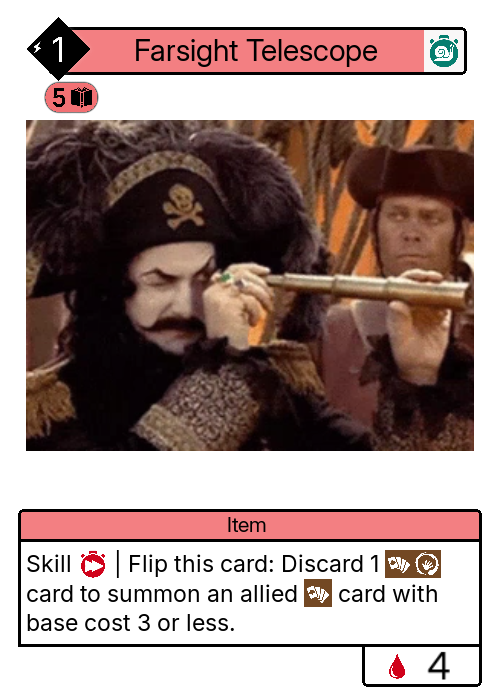 1
Farsight Telescope
5
Item
Skill | Flip this card: Discard 1
card to summon an allied card with
base cost 3 or less.
4